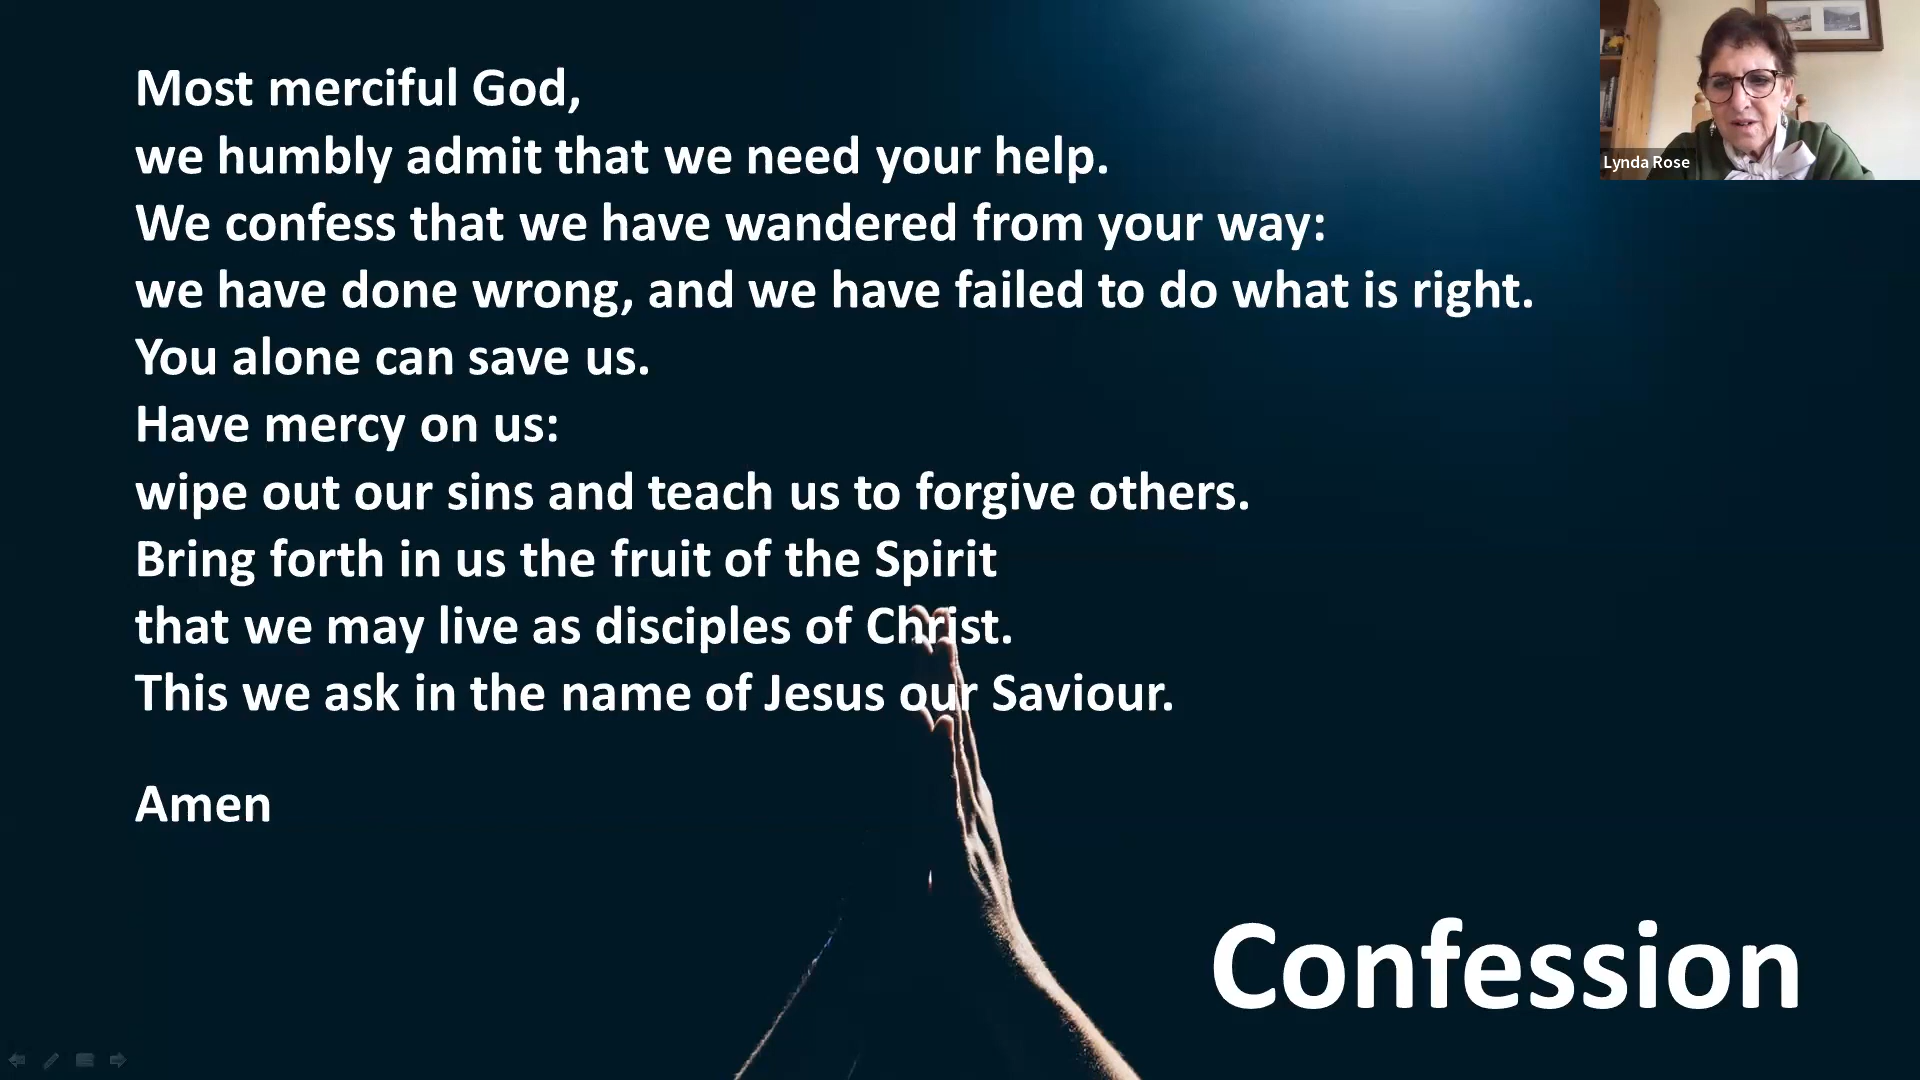 Most merciful God,
we humbly admit that we need your help.
We confess that we have wandered from your way:
we have done wrong, and we have failed to do what is right.
You alone can save us.
Have mercy on us:
wipe out our sins and teach us to forgive others.
Bring forth in us the fruit of the Spirit
that we may live as disciples of Christ.
This we ask in the name of Jesus our Saviour.
Amen
Confession
Lynda Rose